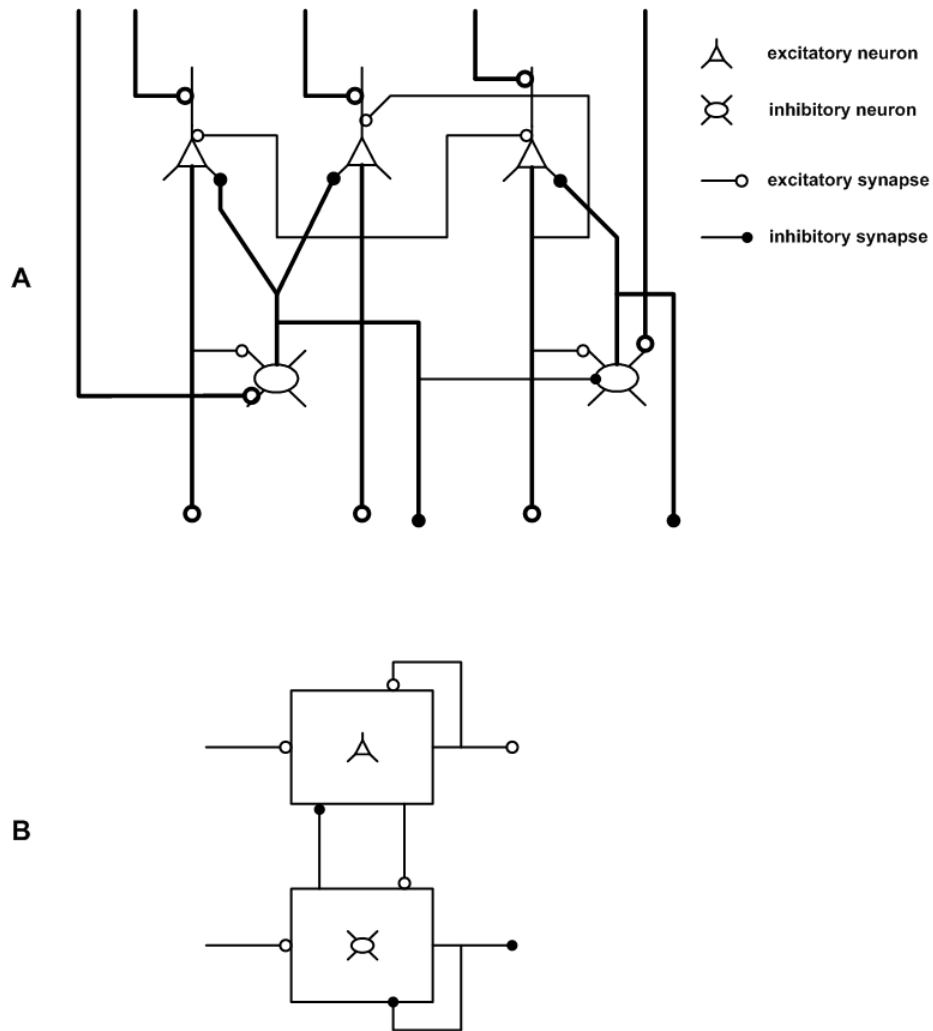 excitatory neuron
inhibitory neuron
excitatory synapse
inhibitory synapse
A
B